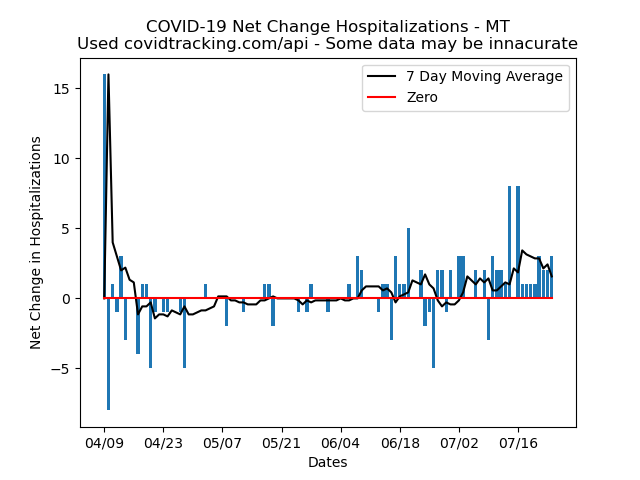 COVID-19 Net Change Hospitalizations - MT
Used covidtracking.com/api - Some data may be innacurate
7 Day Moving Average
Zero
Net Change in Hospitalizations
15
10
5
0
−5
04/09
04/23
05/07
05/21
06/04
06/18
07/02
07/16
Dates